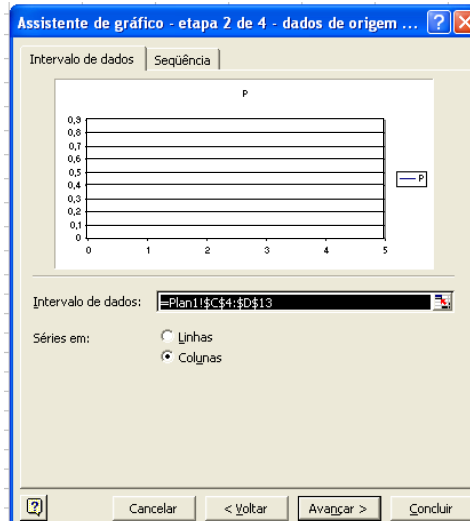 Assistente de gráfico - etapa 2 de 4 - dados de origem ...
Intervalo de dados
Seqüência
P
0,9
0,8
0,7
0,6
0,5
0,4
0,3
0,2
0,1
0
0 1 2 3 4 5
P
Intervalo de dados: =Plan1!$C$4:$D$13
Séries em:
Linhas
Colunas
Cancelar < Voltar Avançar > Concluir